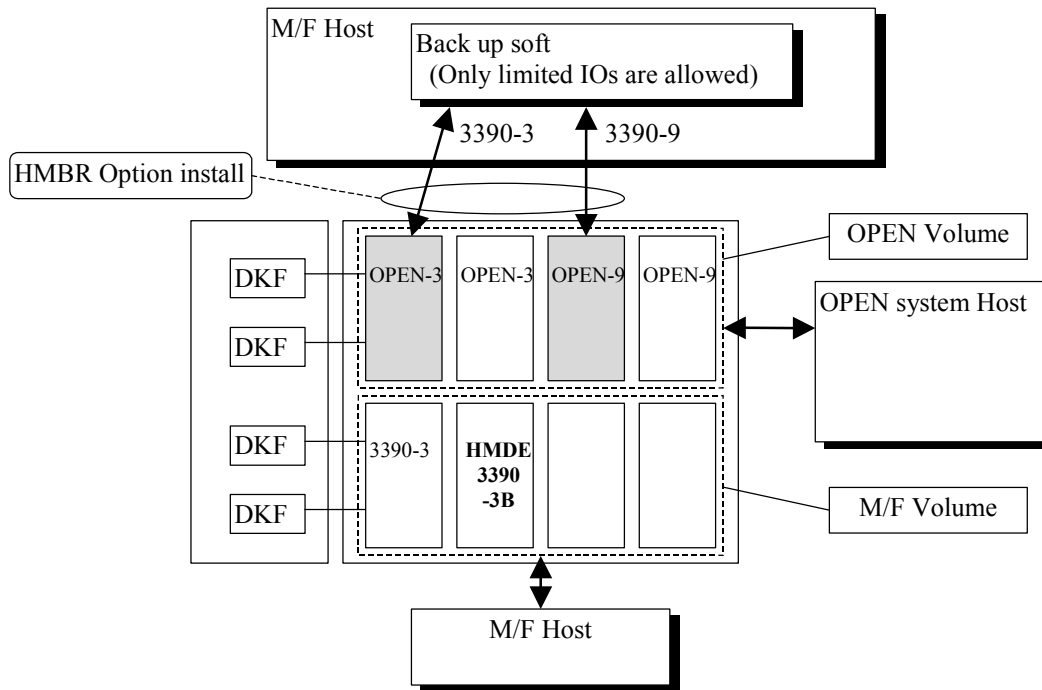 M/F Host
Back up soft
(Only limited IOs are allowed)
3390-3
3390-9
HMBR Option install
OPEN Volume
DKF
OPEN-3
OPEN-3
OPEN-9
OPEN-9
OPEN system Host
DKF
DKF
3390-3
HMDE
3390
-3B
DKF
M/F Volume
M/F Host